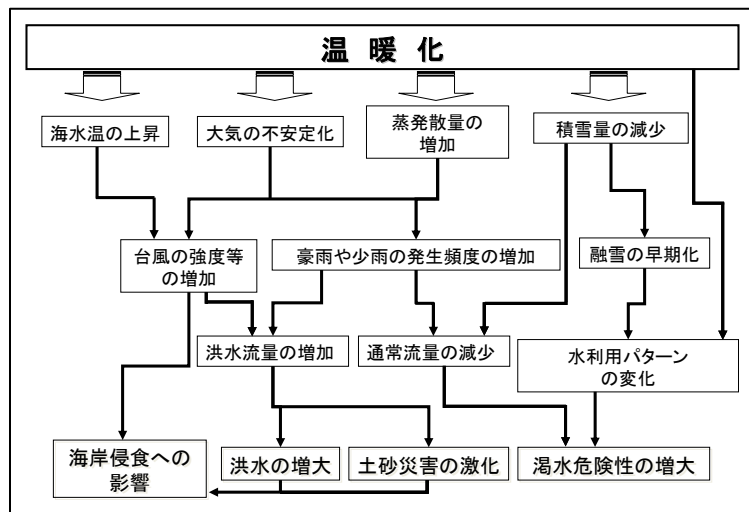 温暖化
海水温の上昇
大気の不安定化
蒸発散量の
増加
積雪量の減少
台風の強度等
の増加
豪雨や少雨の発生頻度の増加
融雪の早期化
洪水流量の増加
通常流量の減少
水利用パターン
の変化
海岸侵食への
影響
洪水の増大
土砂災害の激化
渇水危険性の増大